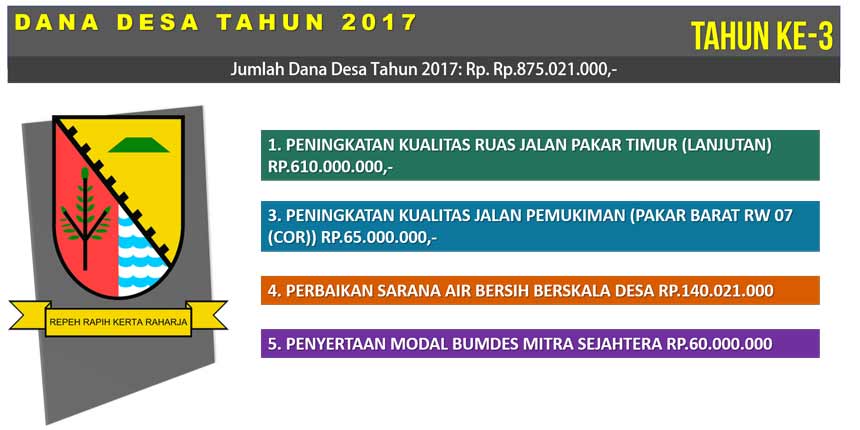 DANA DESA TAHUN 2017
TAHUN KE-3
Jumlah Dana Desa Tahun 2017: Rp. Rp.875.021.000,-
1. PENINGKATAN KUALITAS RUAS JALAN PAKAR TIMUR (LANJUTAN)
RP.610.000.000,-
3. PENINGKATAN KUALITAS JALAN PEMUKIMAN (PAKAR BARAT RW 07
(COR)) RP.65.000.000,-
4. PERBAIKAN SARANA AIR BERSIH BERSKALA DESA RP.140.021.000
5. PENYERTAAN MODAL BUMDES MITRA SEJAHTERA RP.60.000.000
REPEH RAPIH KERTA RAHARJA